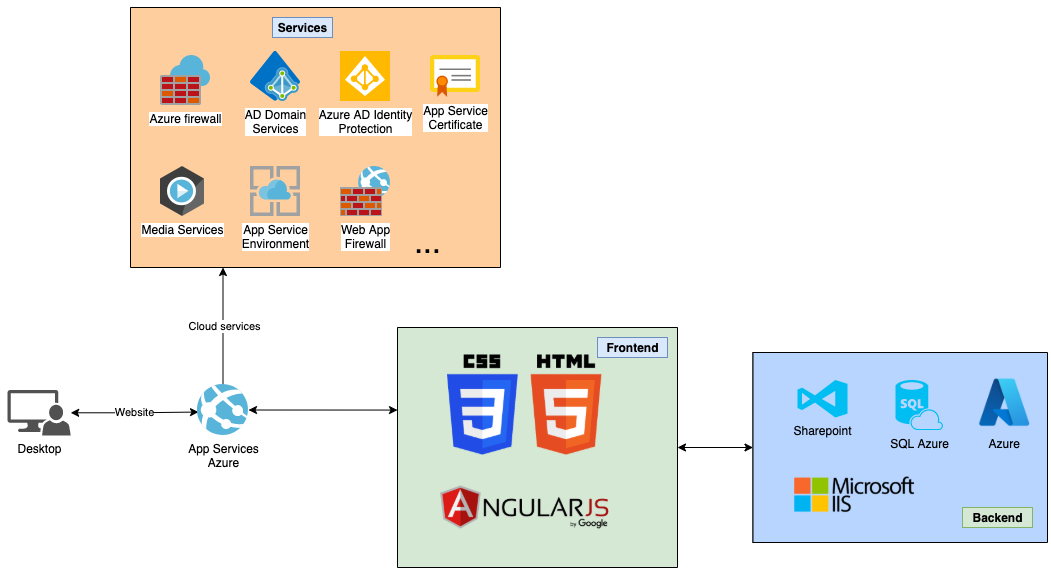 Services
Azure firewall
AD Domain
Services
Azure AD Identity
Protection
App Service
Certificate
Media Services
App Service
Environment
Web App
Firewall
...
Cloud services
Desktop
Website
App Services
Azure
Frontend
CSS
3
HTML
5
ANGULARJS
by Google
Sharepoint
SQL
SQL Azure
Azure
Microsoft
IIS
Backend